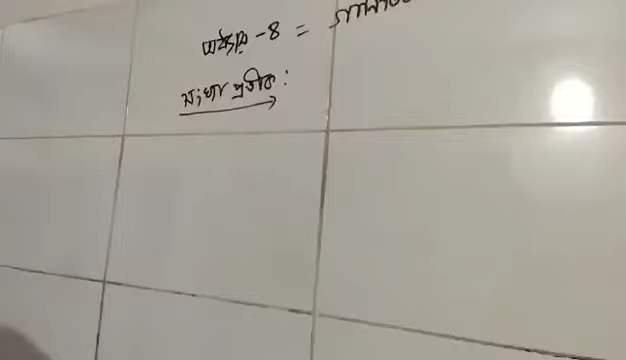 অধ্যায় -৪ =
সংখ্যা প্রতীক :